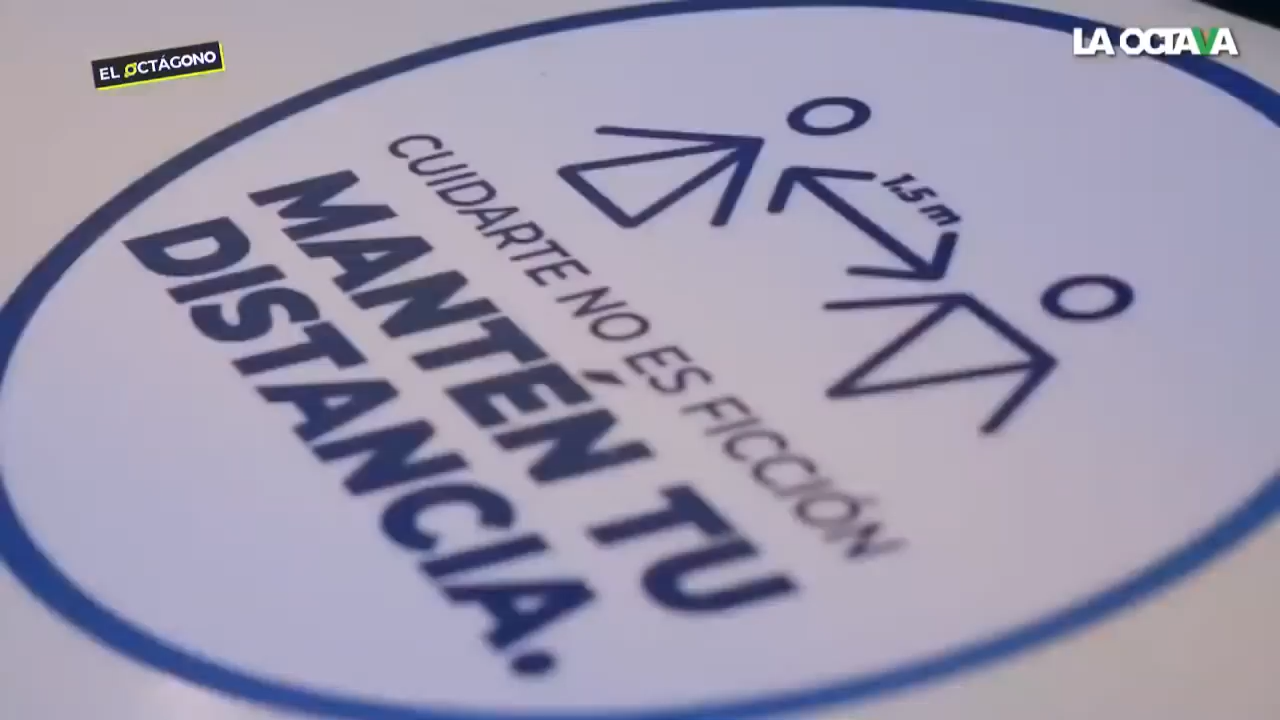 EL OCTÁGONO
LA OCTAVA
1.5 m
CUIDARTE NO ES FICCIÓN
MANTÉN TU
DISTANCIA.